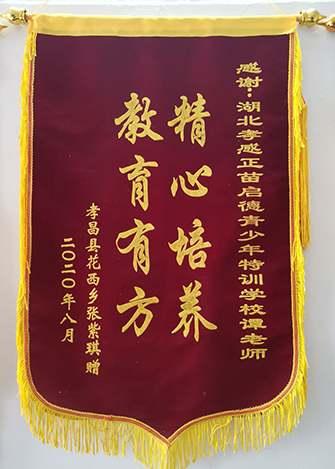 感谢：湖北孝感正苗启德青少年特训学校谭老师
精心培养
教育有方
孝昌县花西乡张紫琪赠
二〇二〇年八月